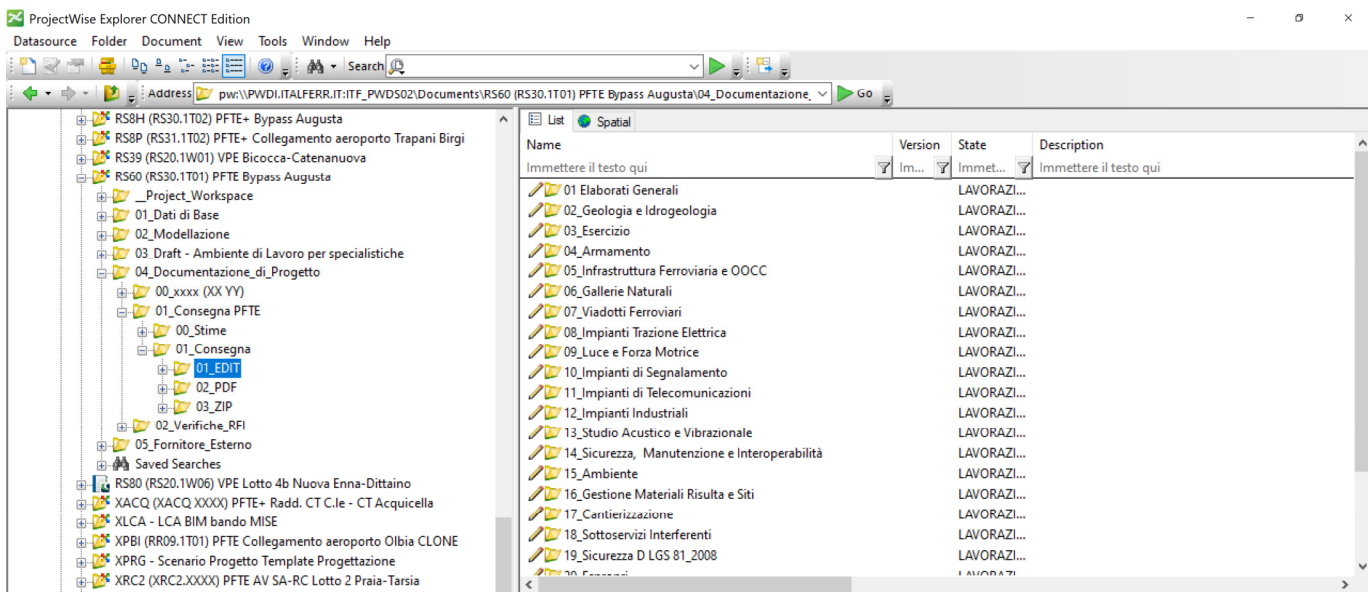 ProjectWise Explorer CONNECT Edition
Datasource Folder Document View Tools Window Help
Search
Address pw:\\PWDI.ITALFERR.IT:ITF_PWDS02\Documents\RS60 (RS30.1T01) PFTE Bypass Augusta\04_Documentazione_ Go
RS8H (RS30.1T02) PFTE+ Bypass Augusta
RS8P (RS31.1T02) PFTE+ Collegamento aeroporto Trapani Birgi
RS39 (RS20.1W01) VPE Bicocca-Catenanuova
RS60 (RS30.1T01) PFTE Bypass Augusta
__Project_Workspace
01_Dati di Base
02_Modellazione
03_Draft - Ambiente di Lavoro per specialistiche
04_Documentazione_di_Progetto
00_xxxx (XX YY)
01_Consegna PFTE
00_Stime
01_Consegna
01_EDIT
02_PDF
03_ZIP
02_Verifiche_RFI
05_Fornitore_Esterno
Saved Searches
RS80 (RS20.1W06) VPE Lotto 4b Nuova Enna-Dittaino
XACQ (XACQ XXXX) PFTE+ Radd. CT C.le - CT Acquicella
XLCA - LCA BIM bando MISE
XPBI (RR09.1T01) PFTE Collegamento aeroporto Olbia CLONE
XPRG - Scenario Progetto Template Progettazione
XRC2 (XRC2.XXXX) PFTE AV SA-RC Lotto 2 Praia-Tarsia
List Spatial
Name Version State Description
Immettere il testo qui Im... Immet... Immettere il testo qui
01 Elaborati Generali LAVORAZI...
02_Geologia e Idrogeologia LAVORAZI...
03_Esercizio LAVORAZI...
04_Armamento LAVORAZI...
05_Infrastruttura Ferroviaria e OOCC LAVORAZI...
06_Gallerie Naturali LAVORAZI...
07_Viadotti Ferroviari LAVORAZI...
08_Impianti Trazione Elettrica LAVORAZI...
09_Luce e Forza Motrice LAVORAZI...
10_Impianti di Segnalamento LAVORAZI...
11_Impianti di Telecomunicazioni LAVORAZI...
12_Impianti Industriali LAVORAZI...
13_Studio Acustico e Vibrazionale LAVORAZI...
14_Sicurezza, Manutenzione e Interoperabilità LAVORAZI...
15_Ambiente LAVORAZI...
16_Gestione Materiali Risulta e Siti LAVORAZI...
17_Cantierizzazione LAVORAZI...
18_Sottoservizi Interferenti LAVORAZI...
19_Sicurezza D LGS 81_2008 LAVORAZI...